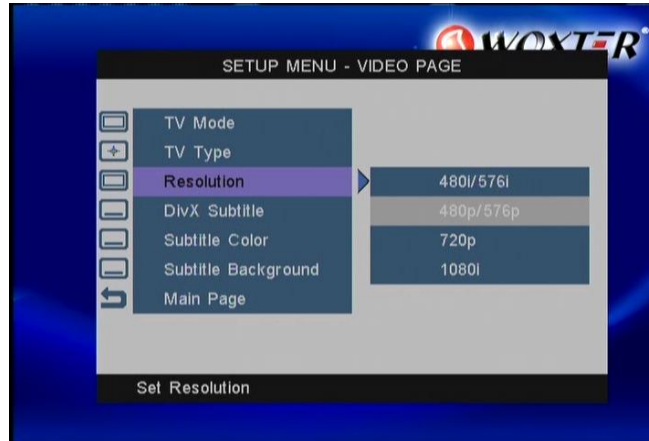 WOXTER
SETUP MENU - VIDEO PAGE
TV Mode
TV Type
Resolution
480i/576i
DivX Subtitle
480p/576p
Subtitle Color
720p
Subtitle Background
1080i
Main Page
Set Resolution